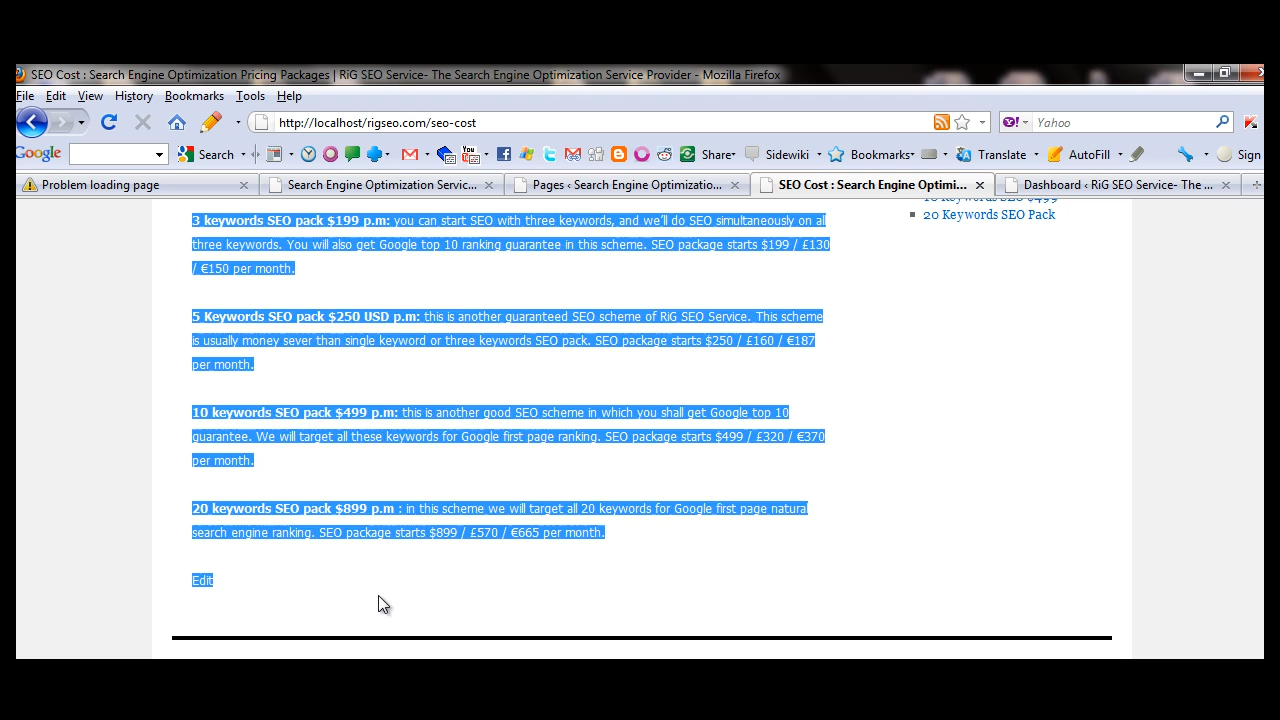 SEO Cost : Search Engine Optimization Pricing Packages | RiG SEO Service- The Search Engine Optimization Service Provider - Mozilla Firefox
File Edit View History Bookmarks Tools Help
http://localhost/rigseo.com/seo-cost
Yahoo
Google Search Share Sidewiki Bookmarks Translate AutoFill Sign
Problem loading page Search Engine Optimization Servic... Pages ‹ Search Engine Optimizatio... SEO Cost : Search Engine Optimi... Dashboard ‹ RiG SEO Service- The ...
10 Keywords SEO $499
20 Keywords SEO Pack
3 keywords SEO pack $199 p.m: you can start SEO with three keywords, and we'll do SEO simultaneously on all
three keywords. You will also get Google top 10 ranking guarantee in this scheme. SEO package starts $199 / £130
/ €150 per month.
5 Keywords SEO pack $250 USD p.m: this is another guaranteed SEO scheme of RiG SEO Service. This scheme
is usually money sever than single keyword or three keywords SEO pack. SEO package starts $250 / £160 / €187
per month.
10 keywords SEO pack $499 p.m: this is another good SEO scheme in which you shall get Google top 10
guarantee. We will target all these keywords for Google first page ranking. SEO package starts $499 / £320 / €370
per month.
20 keywords SEO pack $899 p.m : in this scheme we will target all 20 keywords for Google first page natural
search engine ranking. SEO package starts $899 / £570 / €665 per month.
Edit